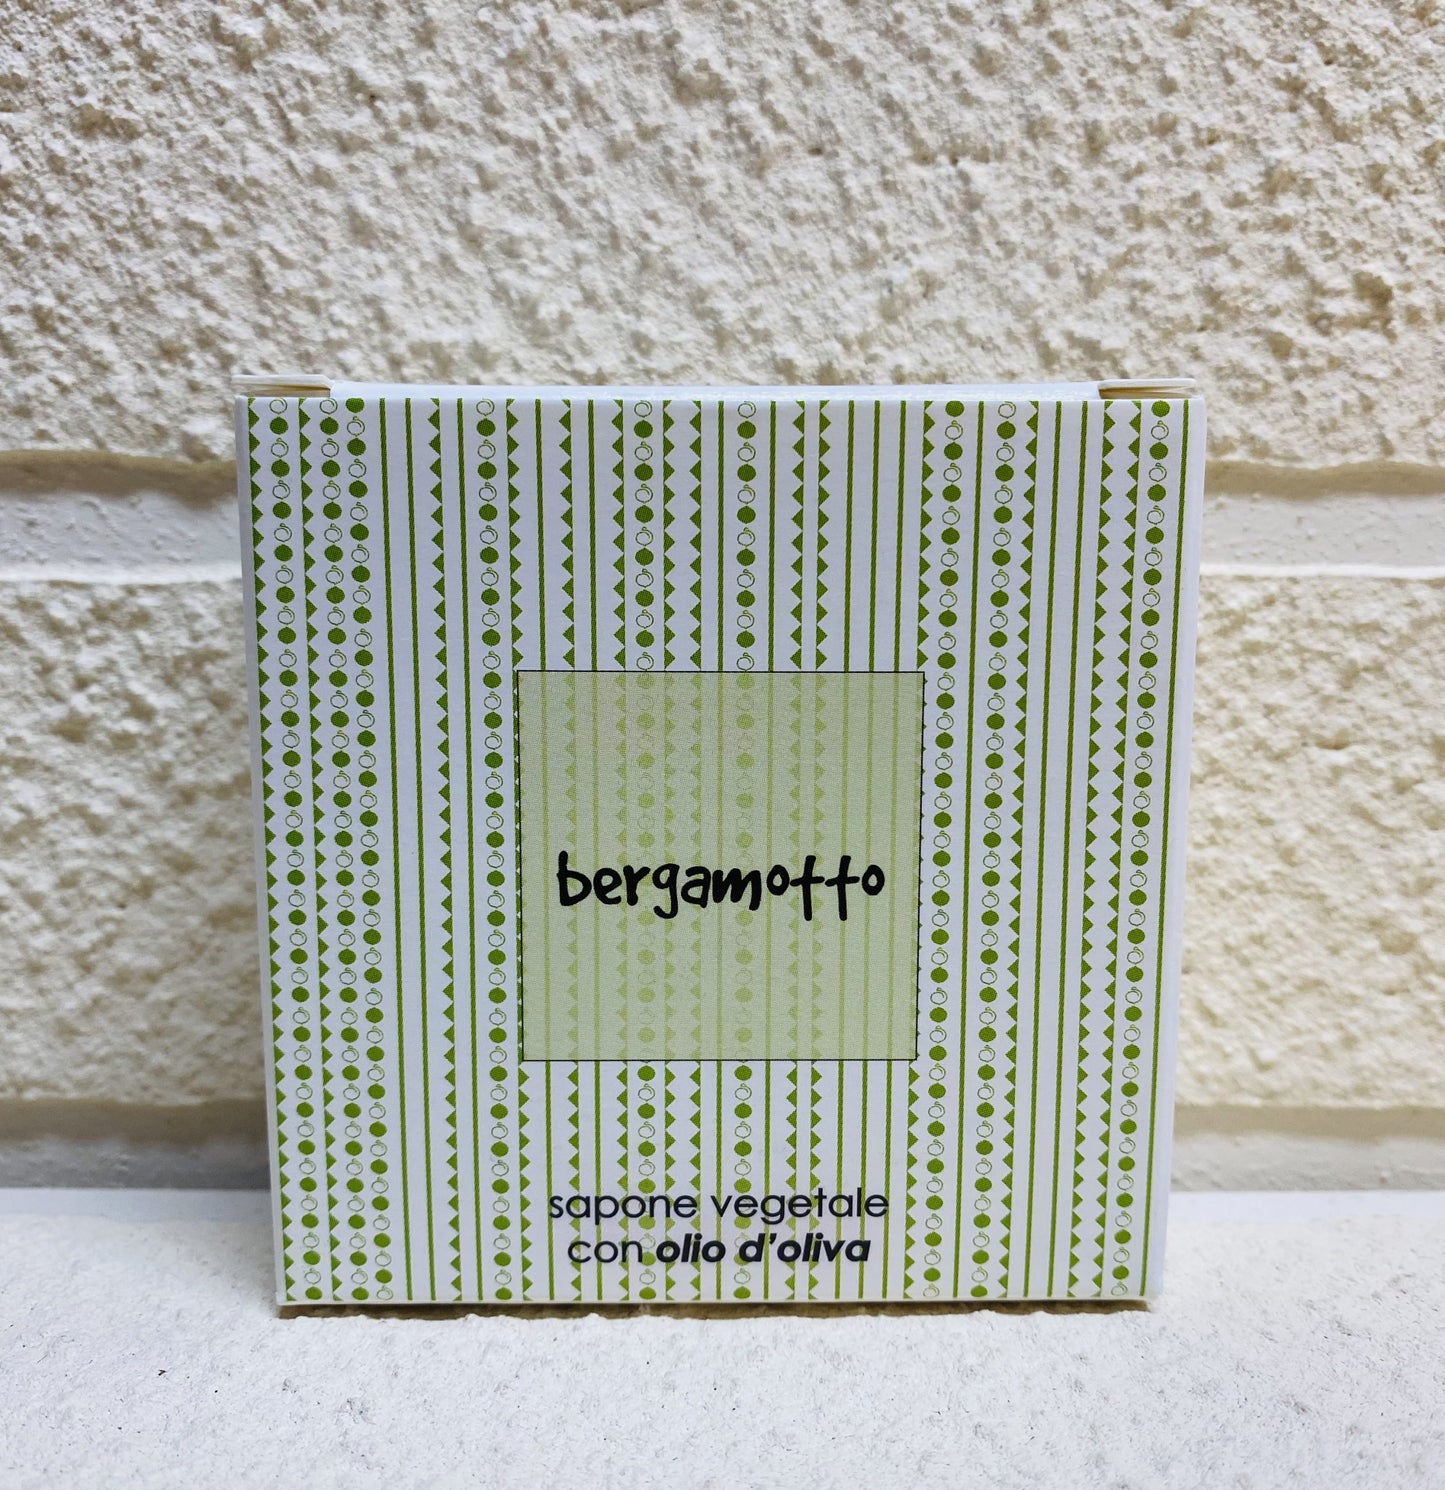 bergamotto
sapone vegetale
con olio d'oliva